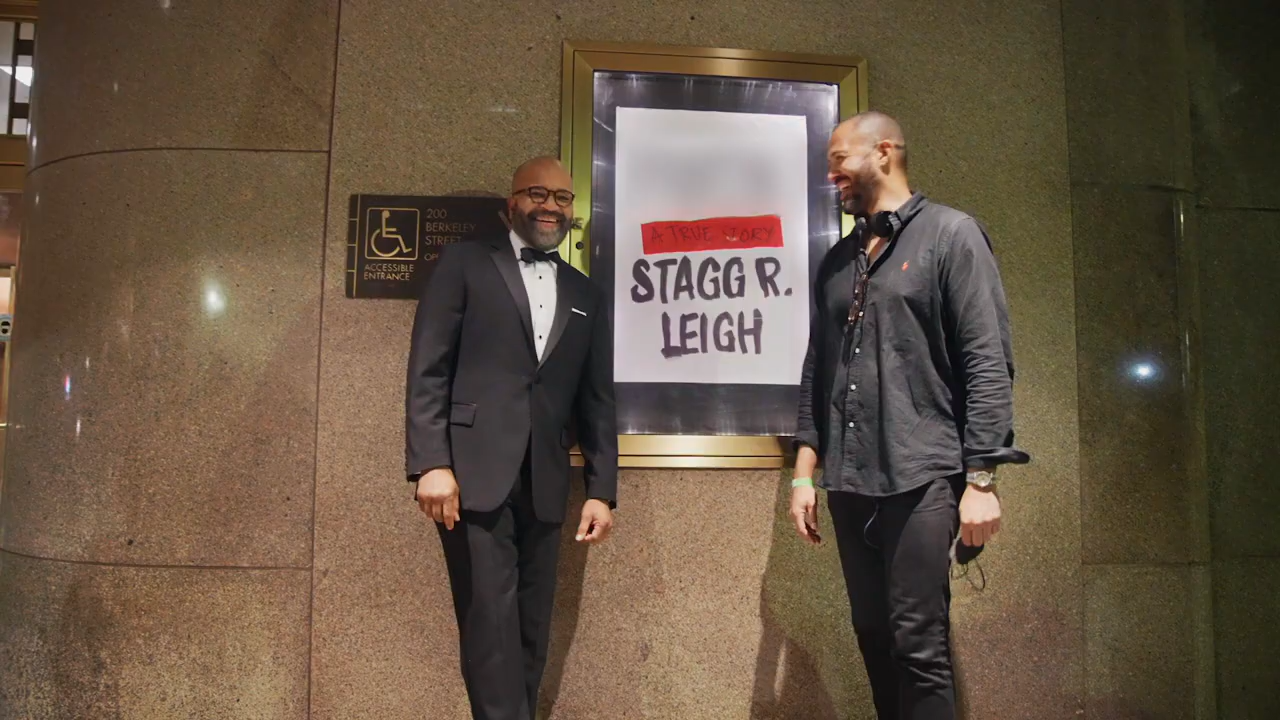 200
BERKELEY
STREET
ACCESSIBLE
ENTRANCE
A TRUE STORY
STAGG R.
LEIGH